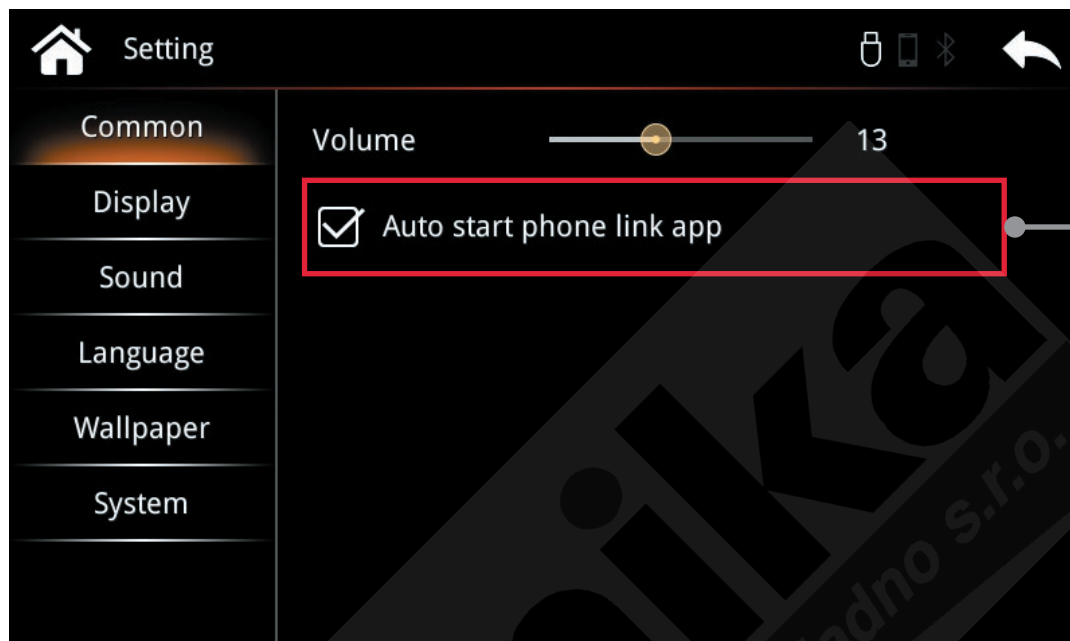 Setting
Common
Volume 13
Auto start phone link app
Display
Sound
Language
Wallpaper
System
s.r.o.